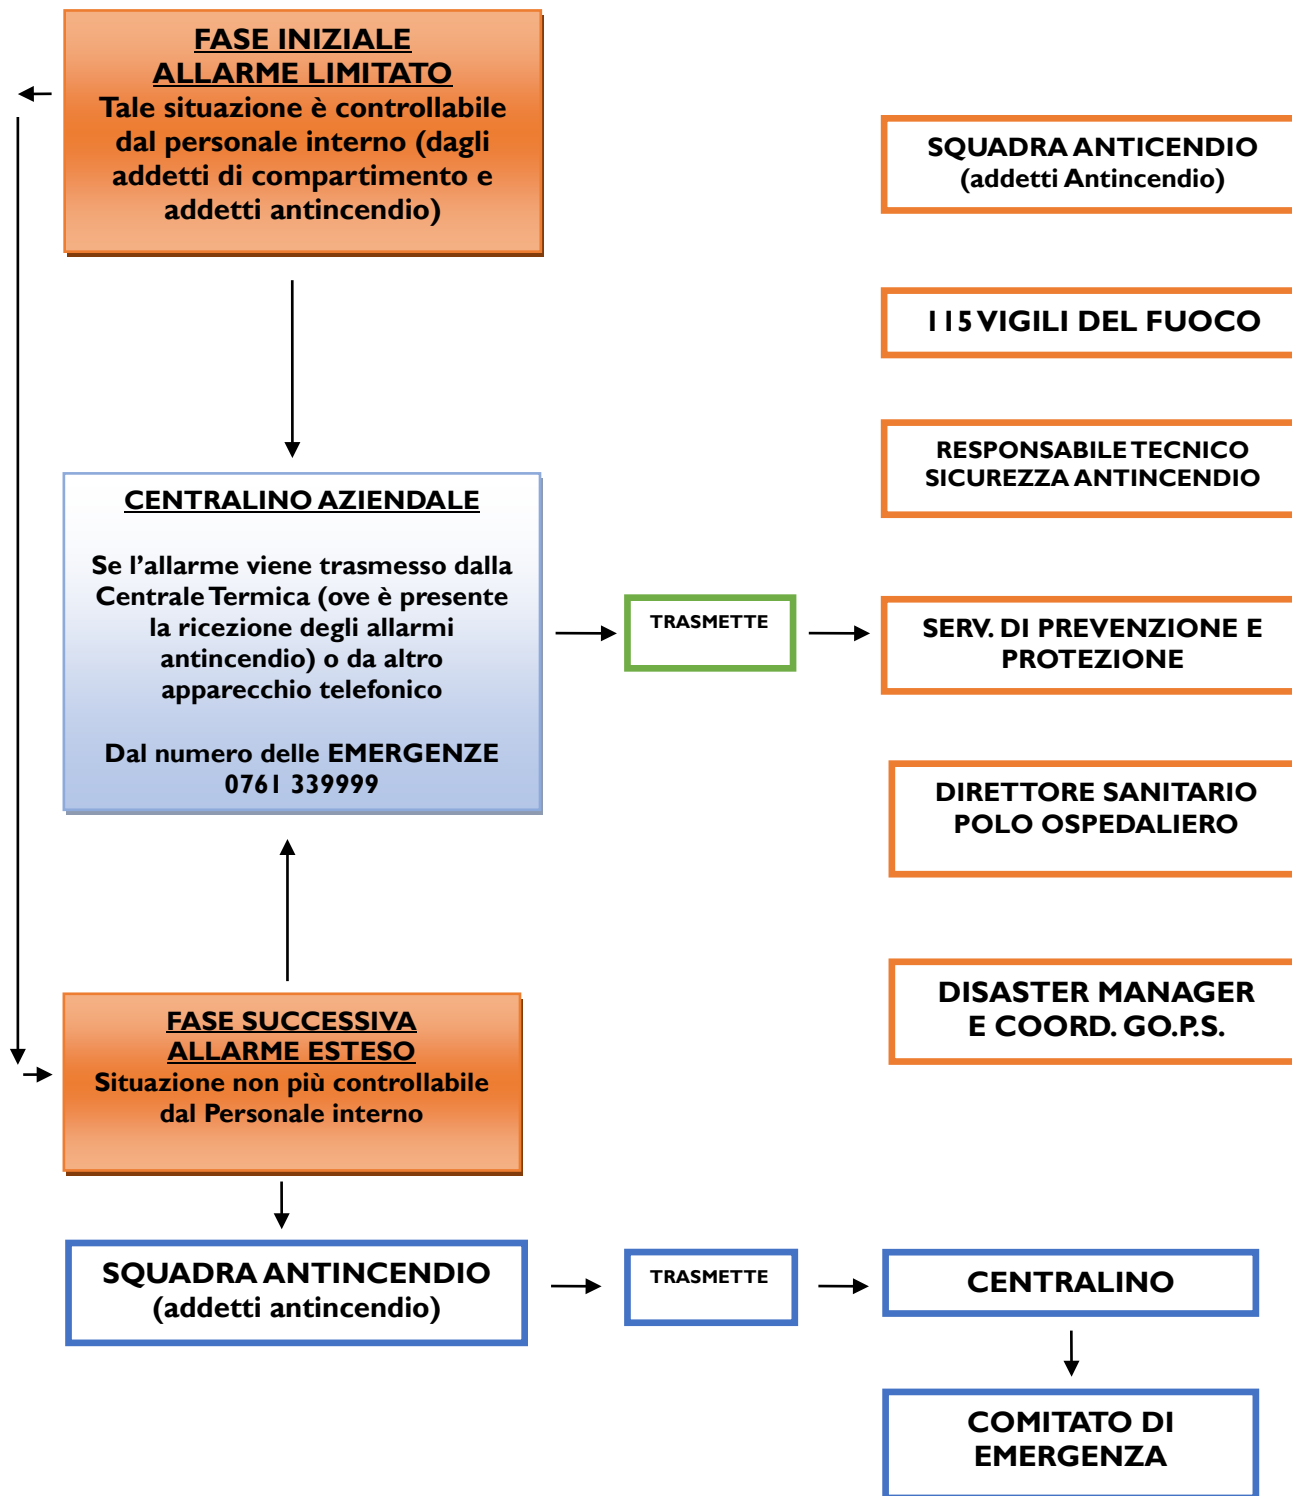 FASE INIZIALE
ALLARME LIMITATO
Tale situazione è controllabile
dal personale interno (dagli
addetti di compartimento e
addetti antincendio)
SQUADRA ANTICENDIO
(addetti Antincendio)
115 VIGILI DEL FUOCO
RESPONSABILE TECNICO
SICUREZZA ANTINCENDIO
CENTRALINO AZIENDALE
Se l’allarme viene trasmesso dalla
Centrale Termica (ove è presente
la ricezione degli allarmi
antincendio) o da altro
apparecchio telefonico
Dal numero delle EMERGENZE
0761 339999
TRASMETTE
SERV. DI PREVENZIONE E
PROTEZIONE
DIRETTORE SANITARIO
POLO OSPEDALIERO
DISASTER MANAGER
E COORD. GO.P.S.
FASE SUCCESSIVA
ALLARME ESTESO
Situazione non più controllabile
dal Personale interno
SQUADRA ANTINCENDIO
(addetti antincendio)
TRASMETTE
CENTRALINO
COMITATO DI
EMERGENZA